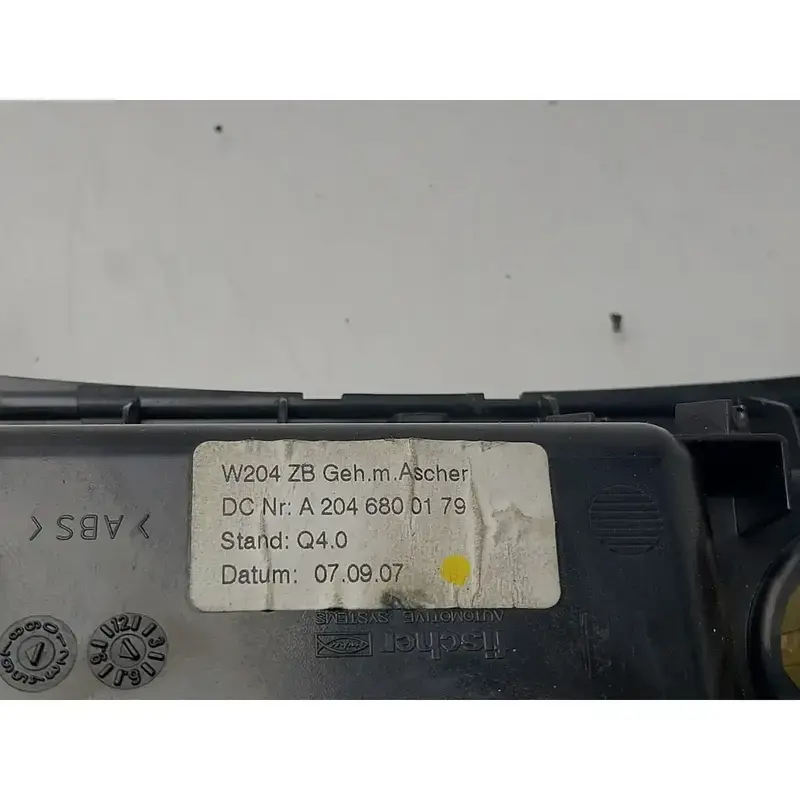 W204 ZB Geh.m.Ascher
DC Nr: A 204 680 01 79
Stand: Q4.0
Datum: 07.09.07
>ABS<
fischer
AUTOMOTIVE SYSTEMS